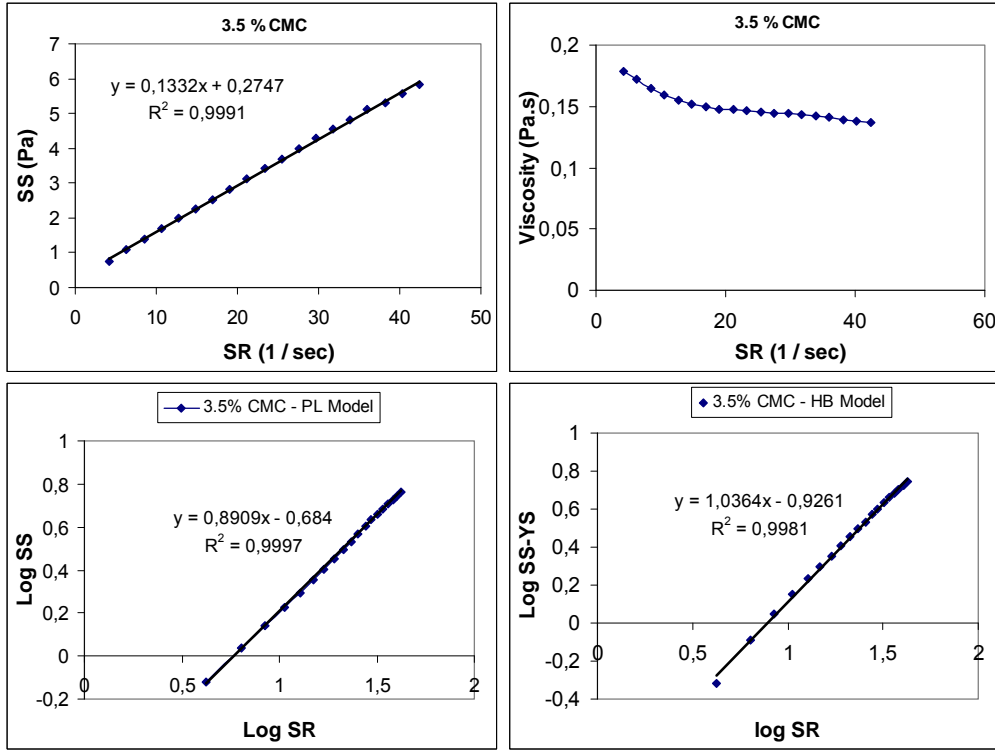 3.5 % CMC
y = 0,1332x + 0,2747
R² = 0,9991
SS (Pa)
6
5
4
3
2
1
0
0 10 20 30 40 50
SR (1 / sec)
3.5 % CMC
Viscosity (Pa.s)
0,2
0,15
0,1
0,05
0
0 20 40 60
SR (1 / sec)
3.5% CMC - PL Model
y = 0,8909x - 0,684
R² = 0,9997
Log SS
1
0,8
0,6
0,4
0,2
0
-0,2
0 0,5 1 1,5 2
Log SR
3.5% CMC - HB Model
y = 1,0364x - 0,9261
R² = 0,9981
Log SS-YS
1
0,8
0,6
0,4
0,2
0
-0,2
-0,4
0 0,5 1 1,5 2
log SR